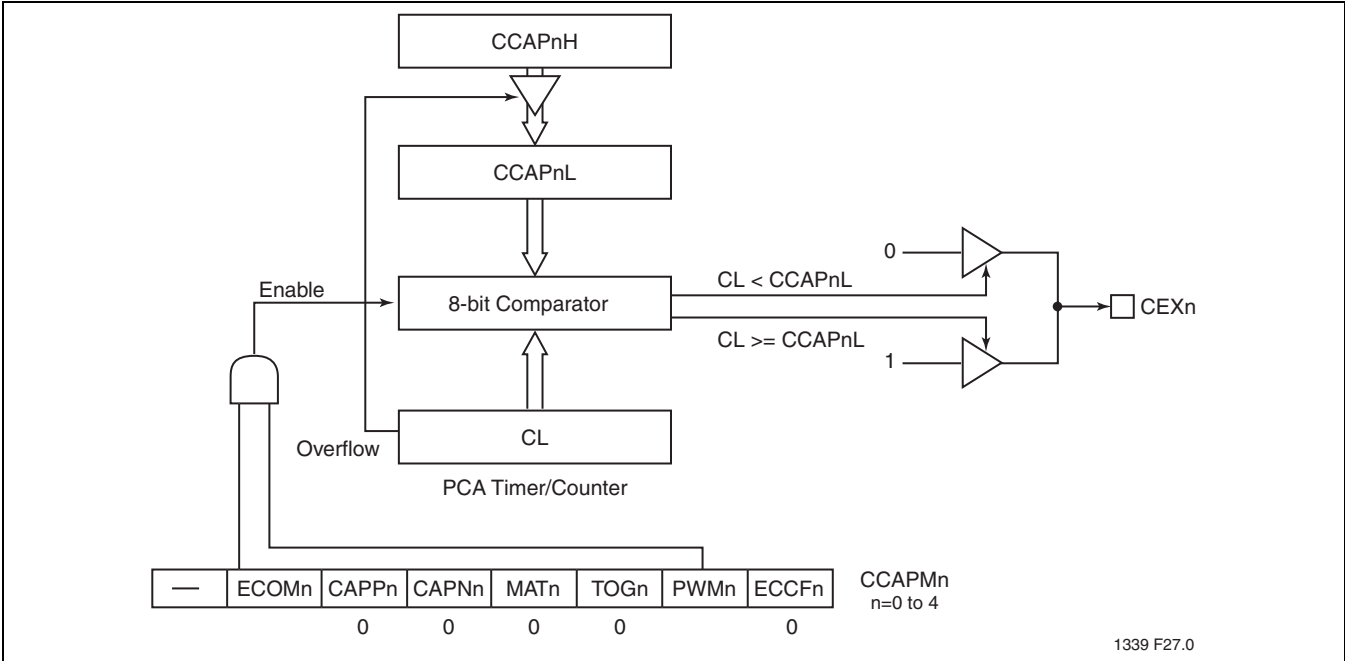 CCAPnH
CCAPnL
0
CL < CCAPnL
Enable
8-bit Comparator
CEXn
CL >= CCAPnL
1
CL
Overflow
PCA Timer/Counter
— ECOMn CAPPn CAPNn MATn TOGn PWMn ECCFn CCAPMn
n=0 to 4
0 0 0 0 0
1339 F27.0